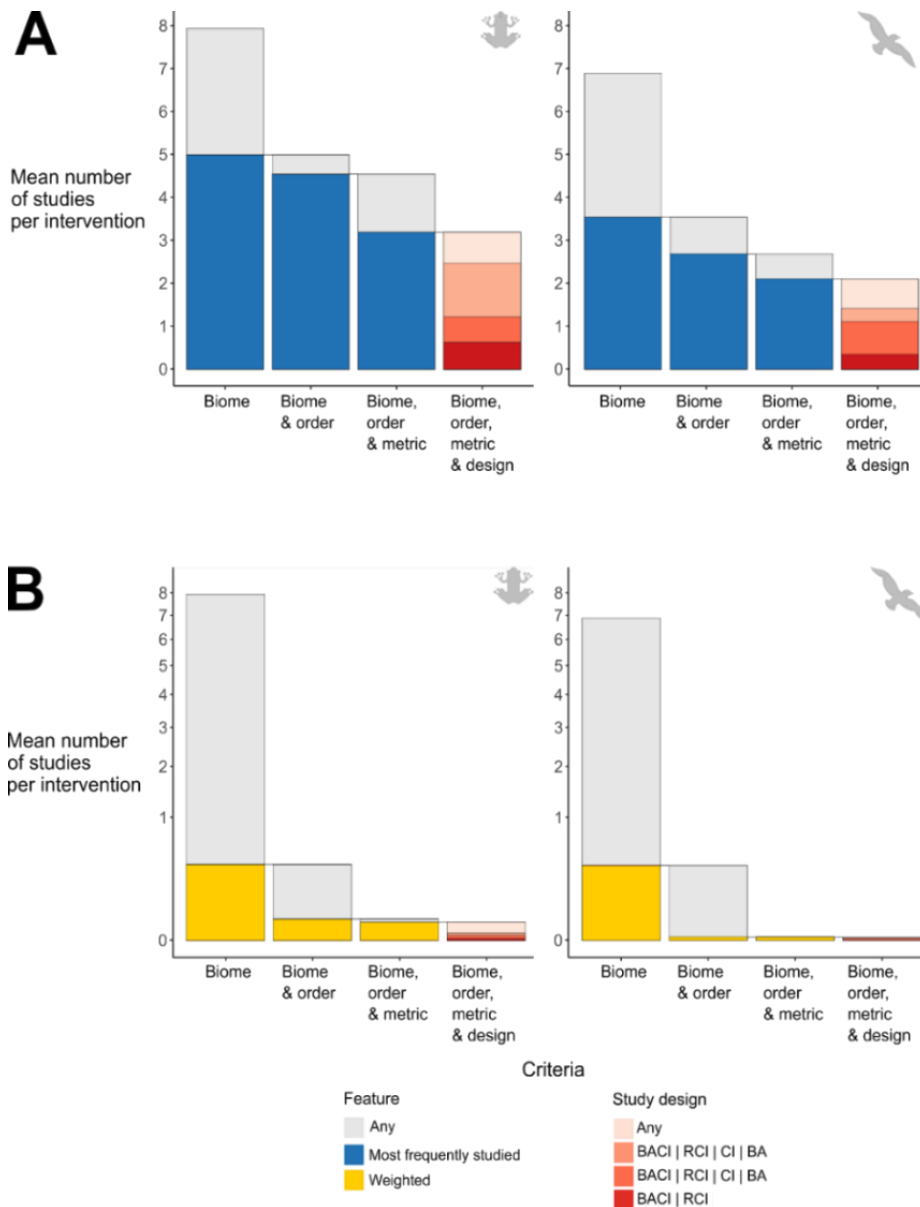 A
8
7
6
5
4
3
2
1
0
Mean number
of studies
per intervention
Biome
Biome
& order
Biome,
order
& metric
Biome,
order,
metric
& design
8
7
6
5
4
3
2
1
0
Biome
Biome
& order
Biome,
order
& metric
Biome,
order,
metric
& design
B
8
7
6
5
4
3
2
1
0
Mean number
of studies
per intervention
Biome
Biome
& order
Biome,
order
& metric
Biome,
order,
metric
& design
8
7
6
5
4
3
2
1
0
Biome
Biome
& order
Biome,
order
& metric
Biome,
order,
metric
& design
Criteria
Feature
Any
Most frequently studied
Weighted
Study design
Any
BACI | RCI | CI | BA
BACI | RCI | CI | BA
BACI | RCI